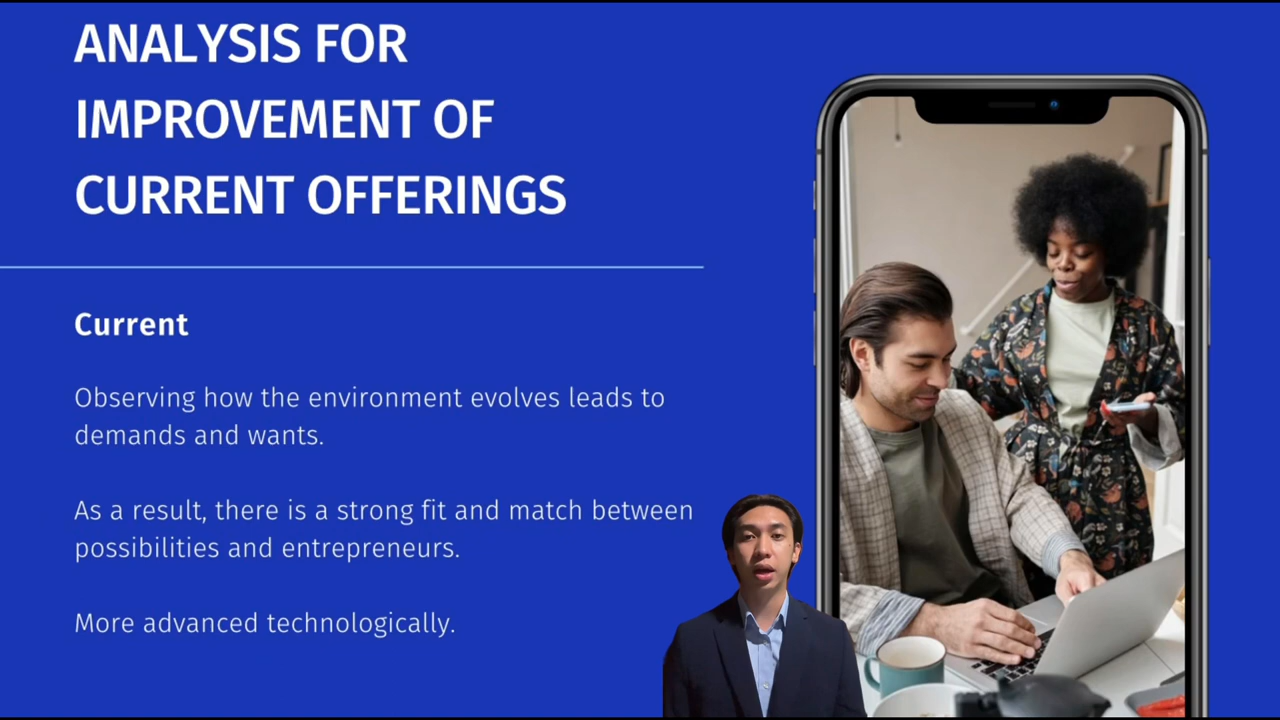 ANALYSIS FOR
IMPROVEMENT OF
CURRENT OFFERINGS
Current
Observing how the environment evolves leads to
demands and wants.
As a result, there is a strong fit and match between
possibilities and entrepreneurs.
More advanced technologically.